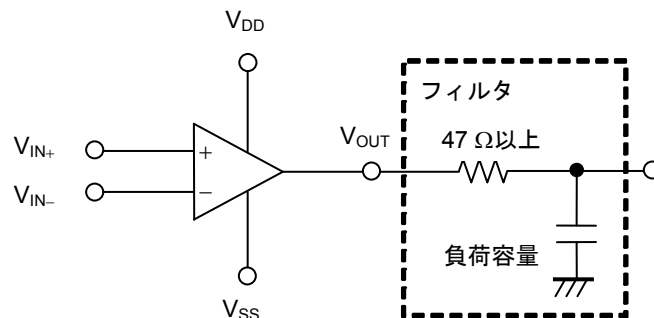 V_DD
フィルタ
V_IN+
V_OUT
47 Ω以上
+
V_IN−
−
負荷容量
V_SS